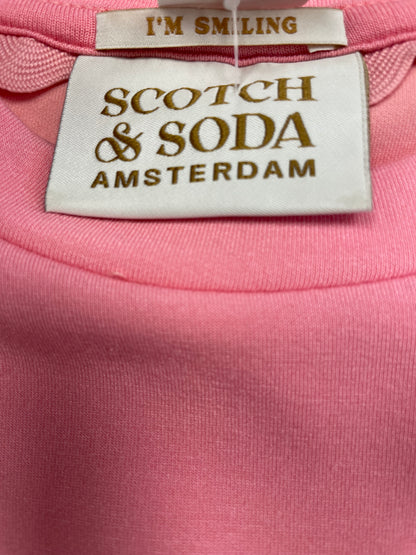 I'M SMILING
SCOTCH
& SODA
AMSTERDAM